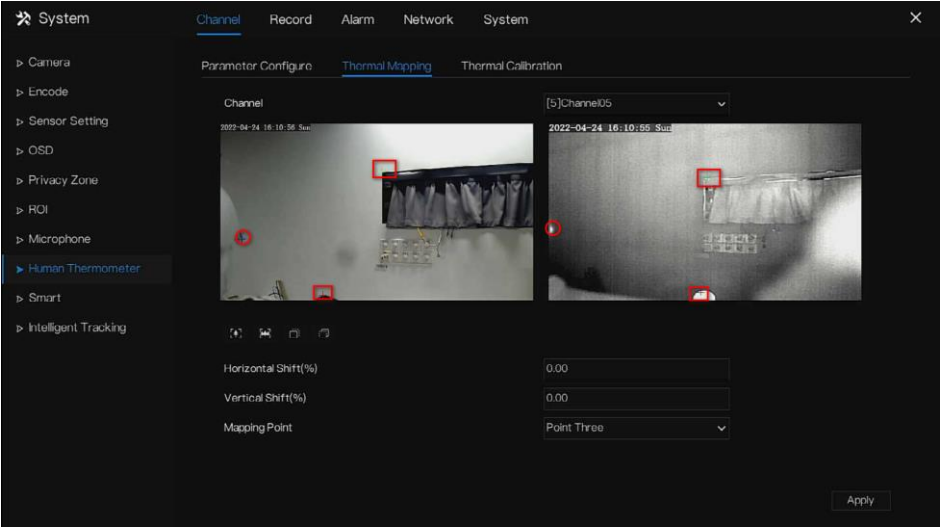 System
Channel Record Alarm Network System
Camera
Encode
Sensor Setting
OSD
Privacy Zone
ROI
Microphone
Human Thermometer
Smart
Intelligent Tracking
Parameter Configure Thermal Mapping Thermal Calibration
Channel [5]Channel05
2022-04-24 16:10:56 Sun 2022-04-24 16:10:55 Sun
Horizontal Shift(%) 0.00
Vertical Shift(%) 0.00
Mapping Point Point Three
Apply